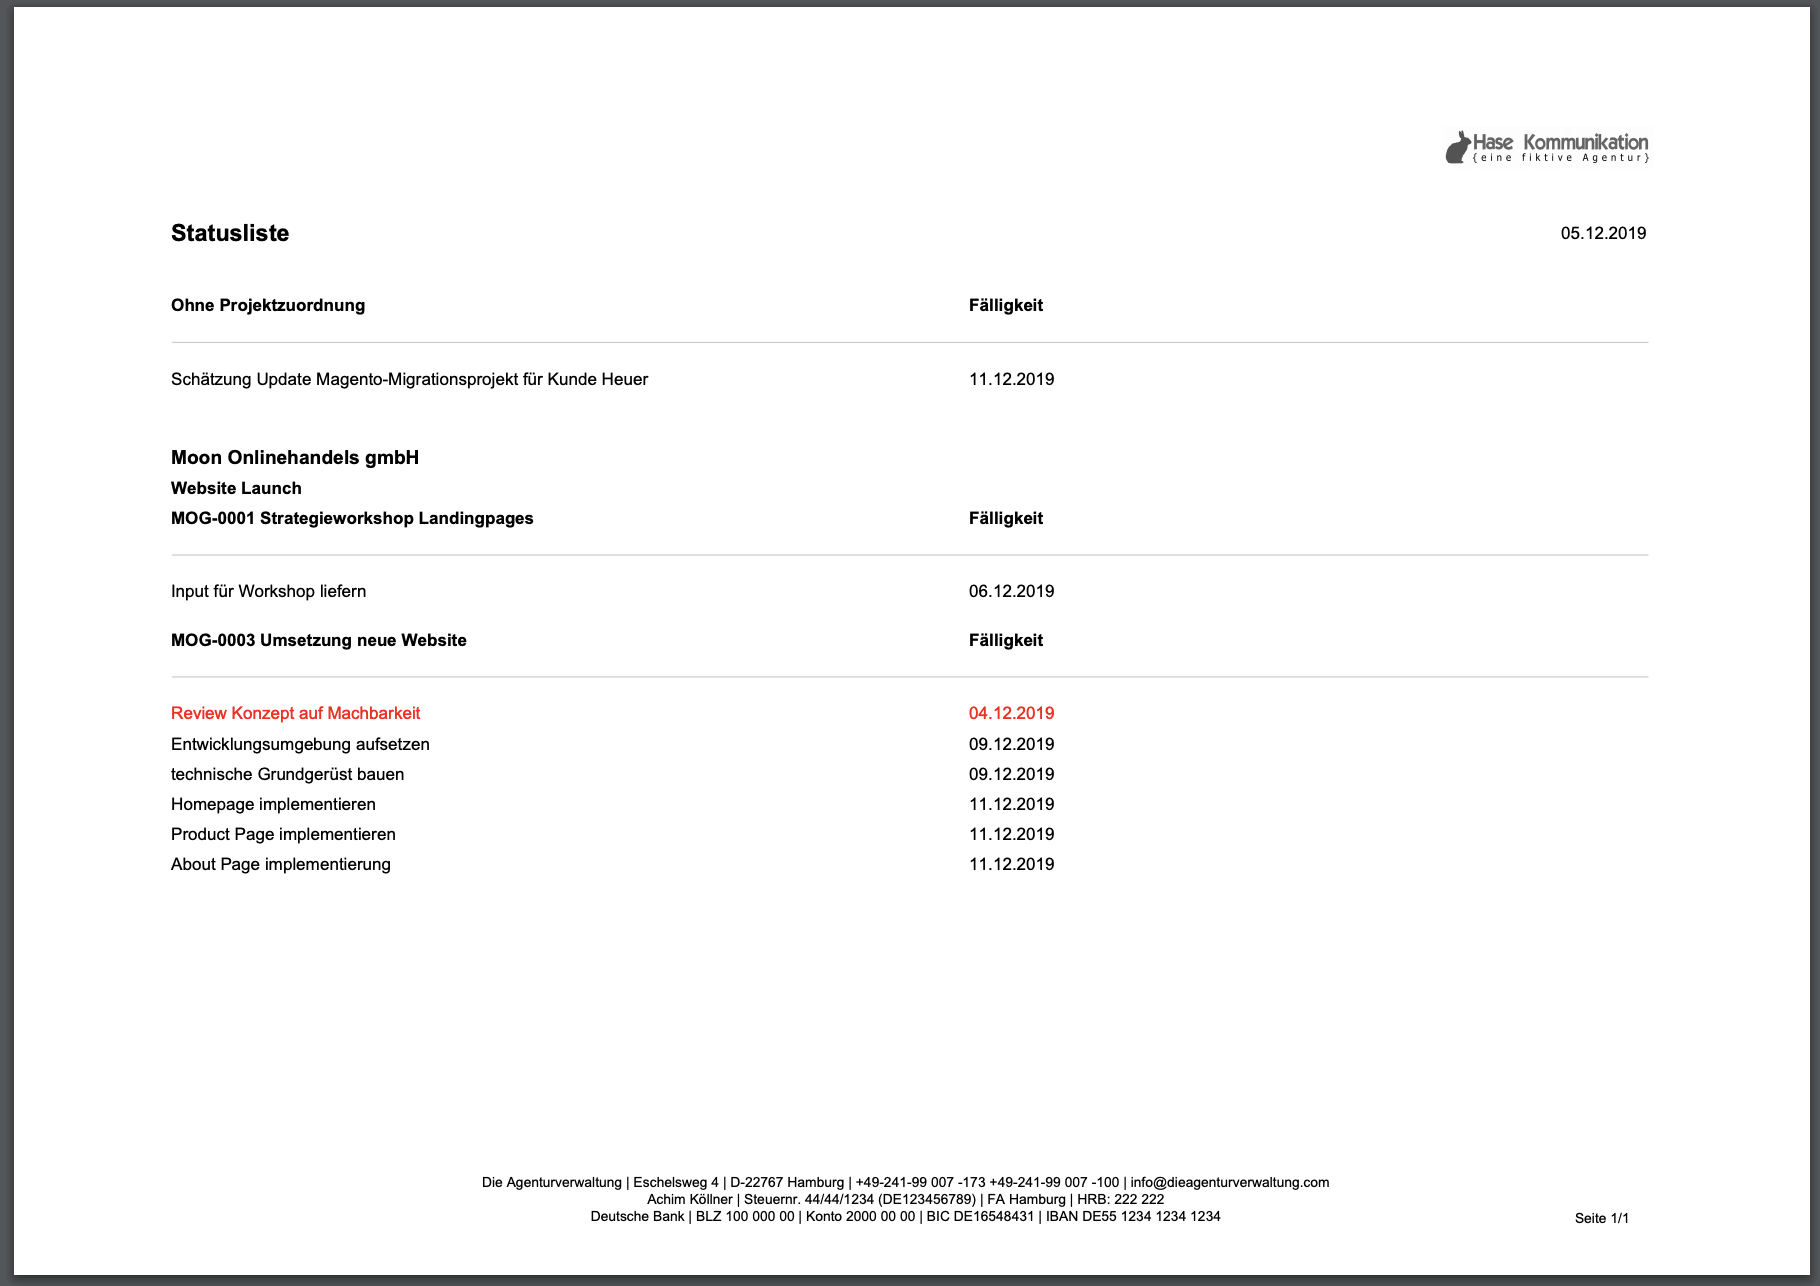 Hase Kommunikation
{eine fiktive Agentur}
Statusliste 05.12.2019
Ohne Projektzuordnung Fälligkeit
Schätzung Update Magento-Migrationsprojekt für Kunde Heuer 11.12.2019
Moon Onlinehandels gmbH
Website Launch
MOG-0001 Strategieworkshop Landingpages Fälligkeit
Input für Workshop liefern 06.12.2019
MOG-0003 Umsetzung neue Website Fälligkeit
Review Konzept auf Machbarkeit 04.12.2019
Entwicklungsumgebung aufsetzen 09.12.2019
technische Grundgerüst bauen 09.12.2019
Homepage implementieren 11.12.2019
Product Page implementieren 11.12.2019
About Page implementierung 11.12.2019
Die Agenturverwaltung | Eschelsweg 4 | D-22767 Hamburg | +49-241-99 007 -173 +49-241-99 007 -100 | info@dieagenturverwaltung.com
Achim Köllner | Steuernr. 44/44/1234 (DE123456789) | FA Hamburg | HRB: 222 222
Deutsche Bank | BLZ 100 000 00 | Konto 2000 00 00 | BIC DE16548431 | IBAN DE55 1234 1234 1234
Seite 1/1